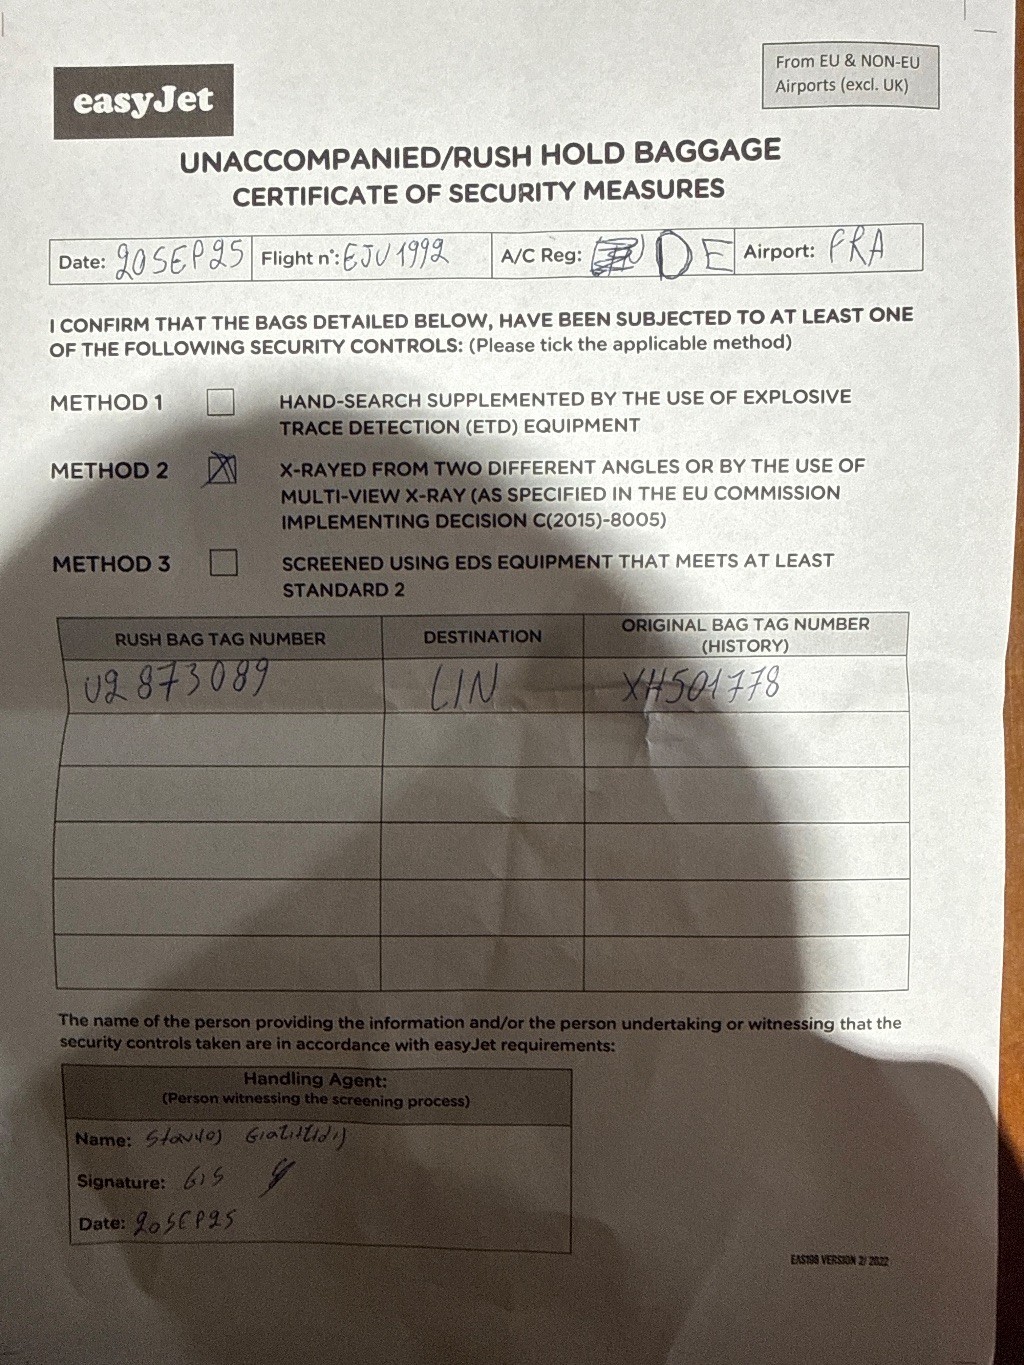 From EU & NON-EU
Airports (excl. UK)
easyJet
UNACCOMPANIED/RUSH HOLD BAGGAGE
CERTIFICATE OF SECURITY MEASURES
Date: 20SEP25 Flight n°: EJU1992 A/C Reg: DE Airport: FRA
I CONFIRM THAT THE BAGS DETAILED BELOW, HAVE BEEN SUBJECTED TO AT LEAST ONE
OF THE FOLLOWING SECURITY CONTROLS: (Please tick the applicable method)
METHOD 1 HAND-SEARCH SUPPLEMENTED BY THE USE OF EXPLOSIVE
TRACE DETECTION (ETD) EQUIPMENT
METHOD 2 X-RAYED FROM TWO DIFFERENT ANGLES OR BY THE USE OF
MULTI-VIEW X-RAY (AS SPECIFIED IN THE EU COMMISSION
IMPLEMENTING DECISION C(2015)-8005)
METHOD 3 SCREENED USING EDS EQUIPMENT THAT MEETS AT LEAST
STANDARD 2
RUSH BAG TAG NUMBER DESTINATION ORIGINAL BAG TAG NUMBER
(HISTORY)
U2873089 LIN XH501778
The name of the person providing the information and/or the person undertaking or witnessing that the
security controls taken are in accordance with easyJet requirements:
Handling Agent:
(Person witnessing the screening process)
Name:
Signature: GIS
Date: 20SEP25
EAS198 VERSION 2/ 2022